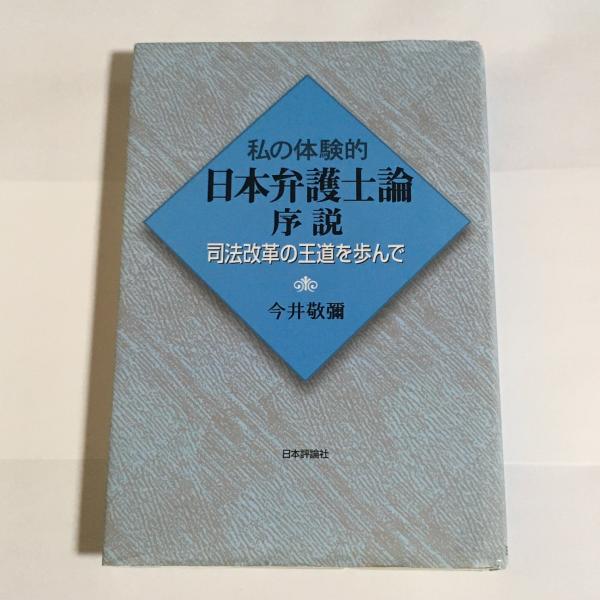 私の体験的
日本弁護士論
序説
司法改革の王道を歩んで
今井敬彌
日本評論社